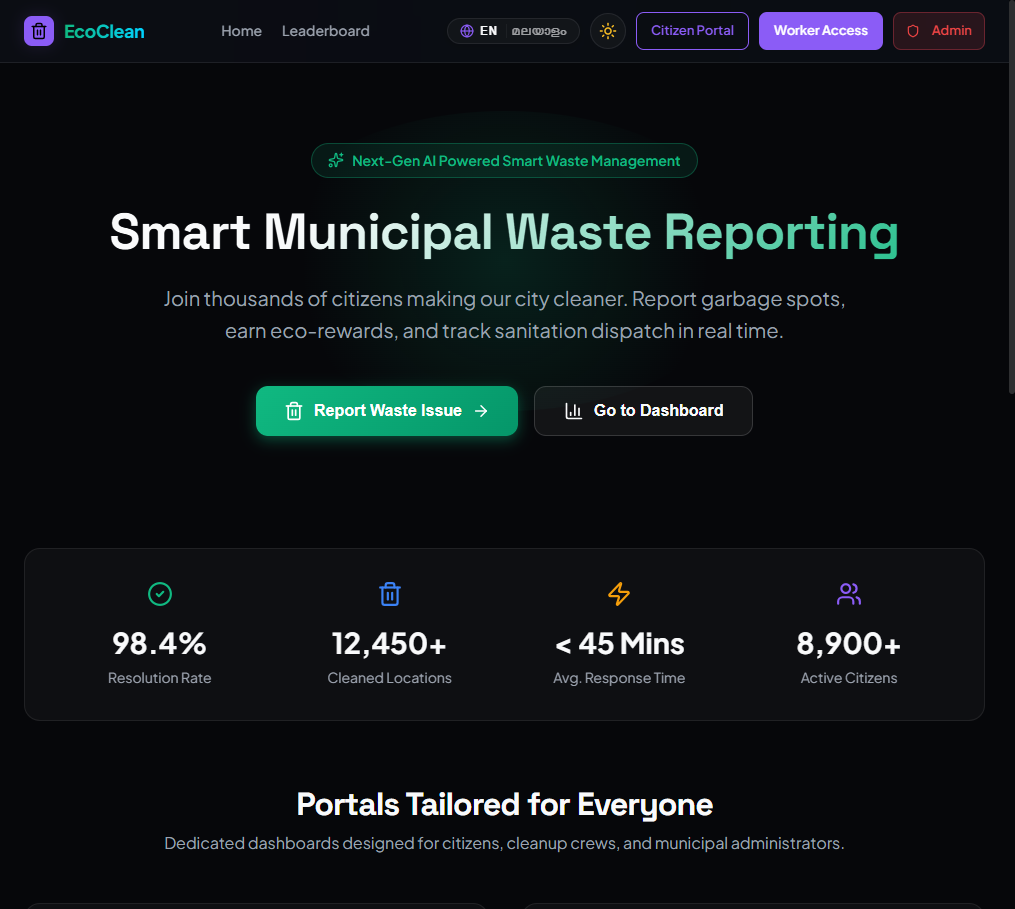 EcoClean
Home
Leaderboard
EN
മലയാളം
Citizen Portal
Worker Access
Admin
Next-Gen AI Powered Smart Waste Management
Smart Municipal Waste Reporting
Join thousands of citizens making our city cleaner. Report garbage spots,
earn eco-rewards, and track sanitation dispatch in real time.
Report Waste Issue →
Go to Dashboard
98.4%
Resolution Rate
12,450+
Cleaned Locations
< 45 Mins
Avg. Response Time
8,900+
Active Citizens
Portals Tailored for Everyone
Dedicated dashboards designed for citizens, cleanup crews, and municipal administrators.